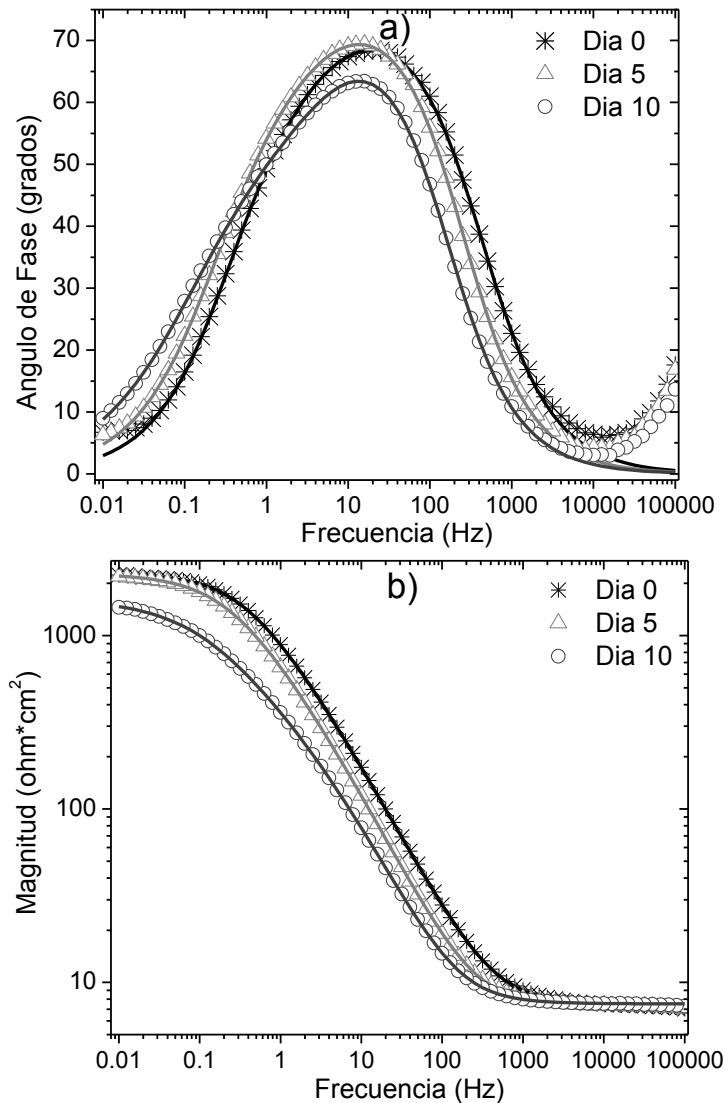 a)
70
60
50
40
30
20
10
0
Angulo de Fase (grados)
Dia 0
Dia 5
Dia 10
0.01 0.1 1 10 100 1000 10000 100000
Frecuencia (Hz)
b)
1000
100
10
Magnitud (ohm*cm²)
Dia 0
Dia 5
Dia 10
0.01 0.1 1 10 100 1000 10000 100000
Frecuencia (Hz)